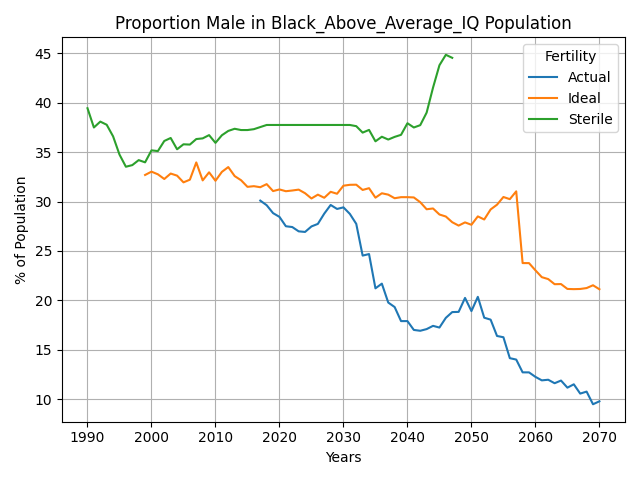 Proportion Male in Black_Above_Average_IQ Population
% of Population
45
40
35
30
25
20
15
10
Fertility
Actual
Ideal
Sterile
1990
2000
2010
2020
2030
2040
2050
2060
2070
Years